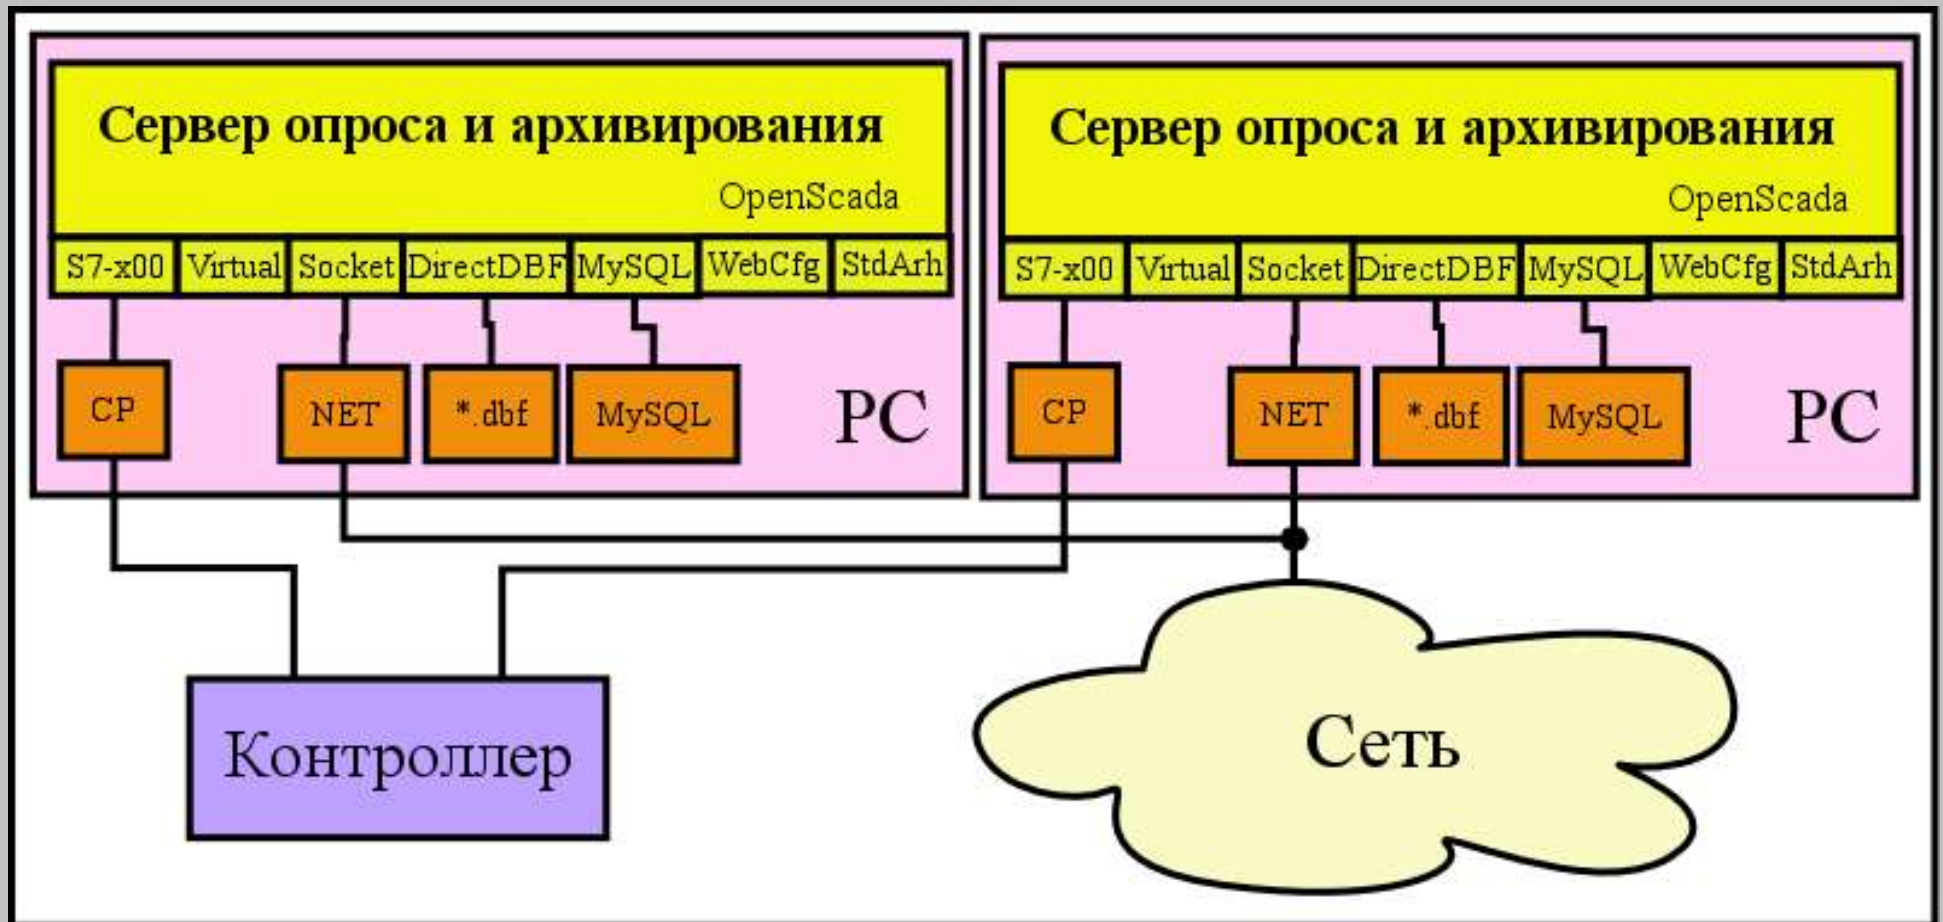 Сервер опроса и архивирования
OpenScada
S7-x00 Virtual Socket DirectDBF MySQL WebCfg StdArh
CP NET *.dbf MySQL PC
Сервер опроса и архивирования
OpenScada
S7-x00 Virtual Socket DirectDBF MySQL WebCfg StdArh
CP NET *.dbf MySQL PC
Контроллер
Сеть